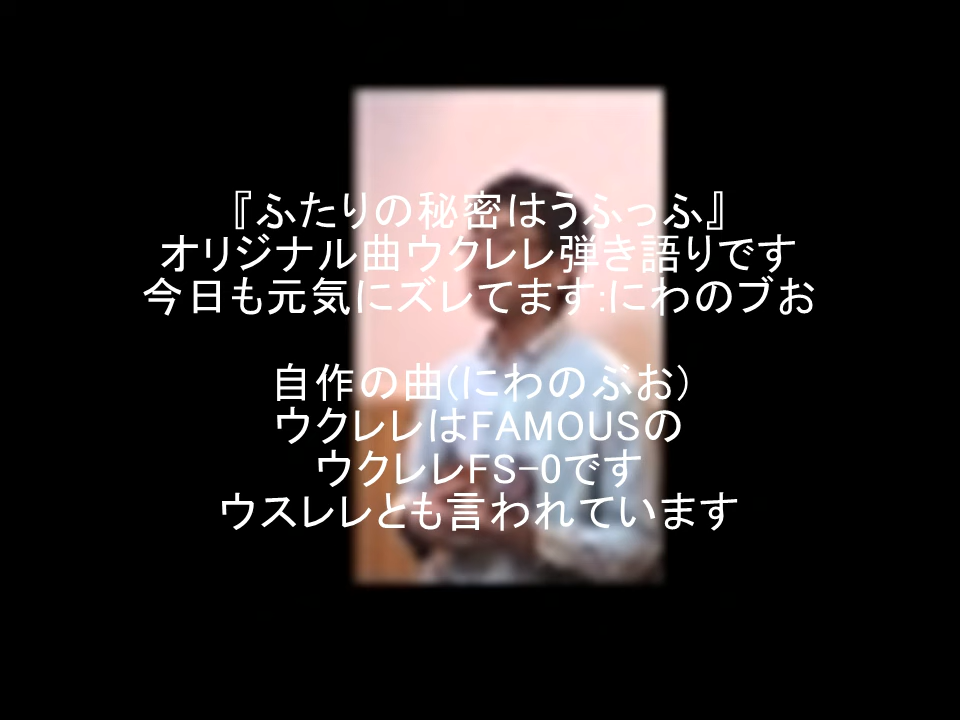 『ふたりの秘密はうふっふ』
オリジナル曲ウクレレ弾き語りです
今日も元気にズレてます:にわのブお
自作の曲(にわのぶお)
ウクレレはFAMOUSの
ウクレレFS-0です
ウスレレとも言われています